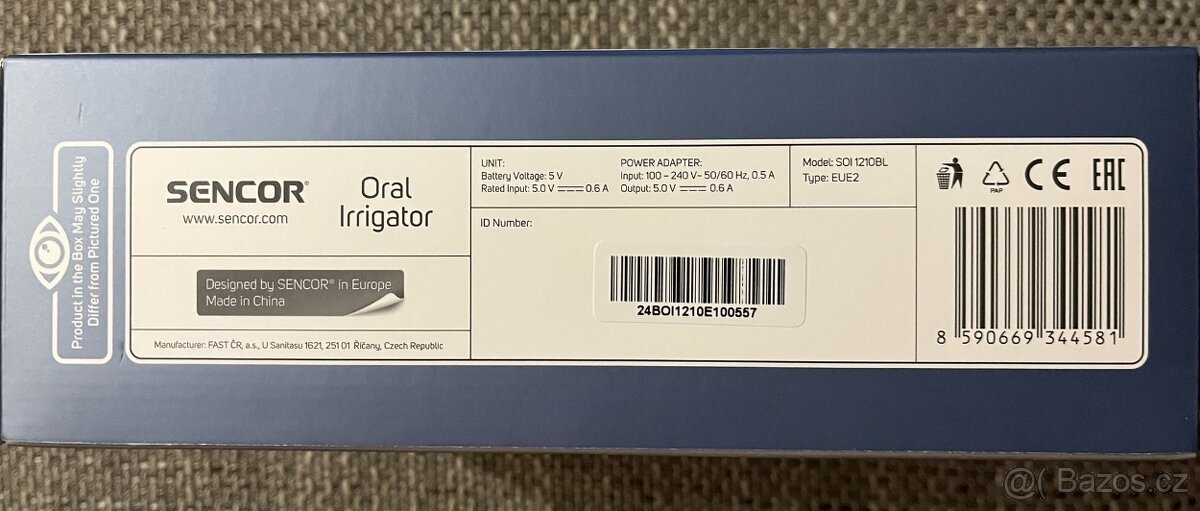 Product in the Box May Slightly
Differ from Pictured One
SENCOR®
www.sencor.com
Oral
Irrigator
Designed by SENCOR® in Europe
Made in China
Manufacturer: FAST ČR, a.s., U Sanitasu 1621, 251 01 Říčany, Czech Republic
UNIT:
Battery Voltage: 5 V
Rated Input: 5.0 V 0.6 A
POWER ADAPTER:
Input: 100 – 240 V~ 50/60 Hz, 0.5 A
Output: 5.0 V 0.6 A
Model: SOI 1210BL
Type: EUE2
ID Number:
24BOI1210E100557
PAP
CE
EAC
8 590669 344581
@( Bazos.cz